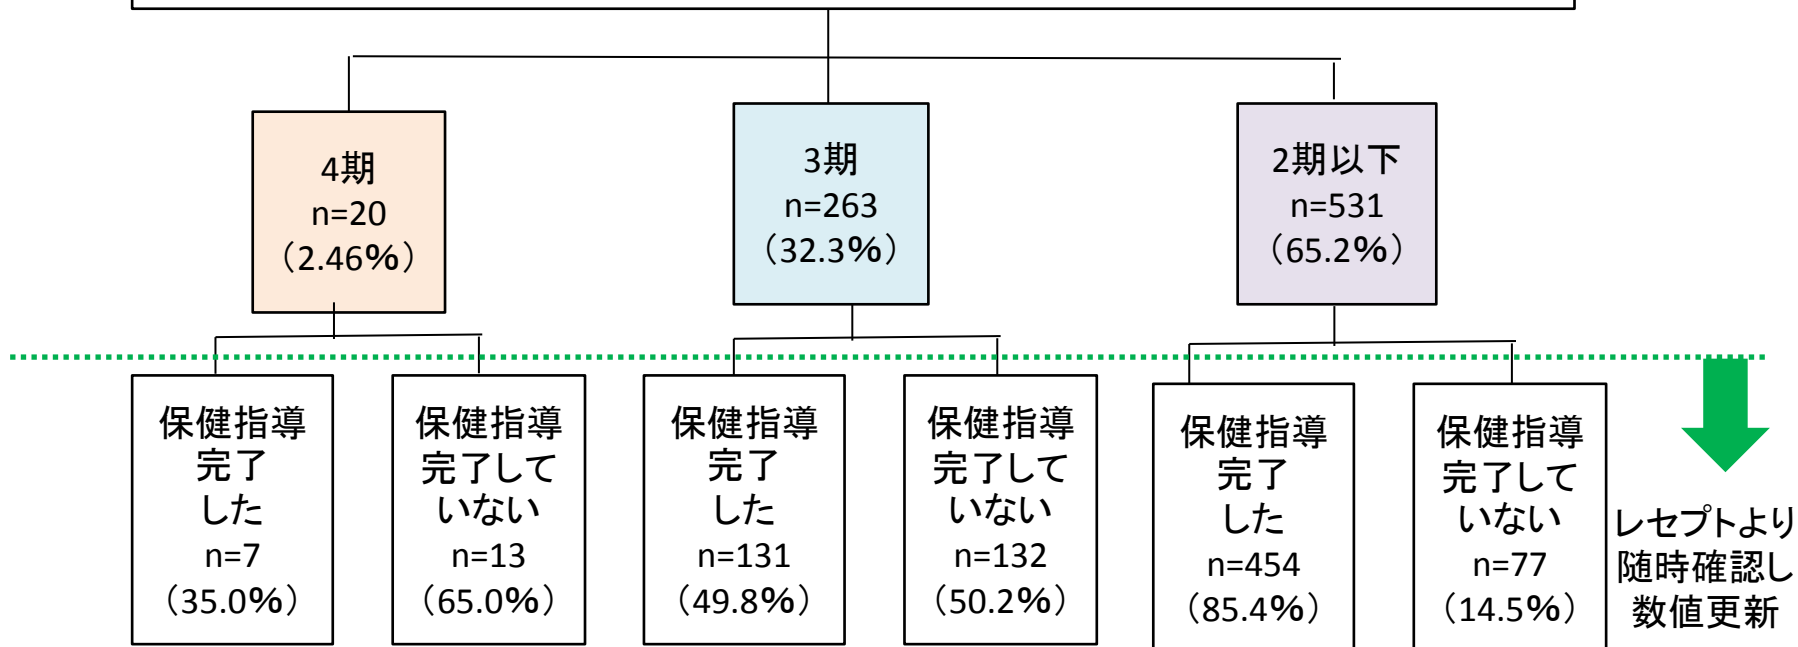 4期
n=20
（2.46%）
3期
n=263
（32.3%）
2期以下
n=531
（65.2%）
保健指導
完了
した
n=7
（35.0%）
保健指導
完了して
いない
n=13
（65.0%）
保健指導
完了
した
n=131
（49.8%）
保健指導
完了して
いない
n=132
（50.2%）
保健指導
完了
した
n=454
（85.4%）
保健指導
完了して
いない
n=77
（14.5%）
レセプトより
随時確認し
数値更新